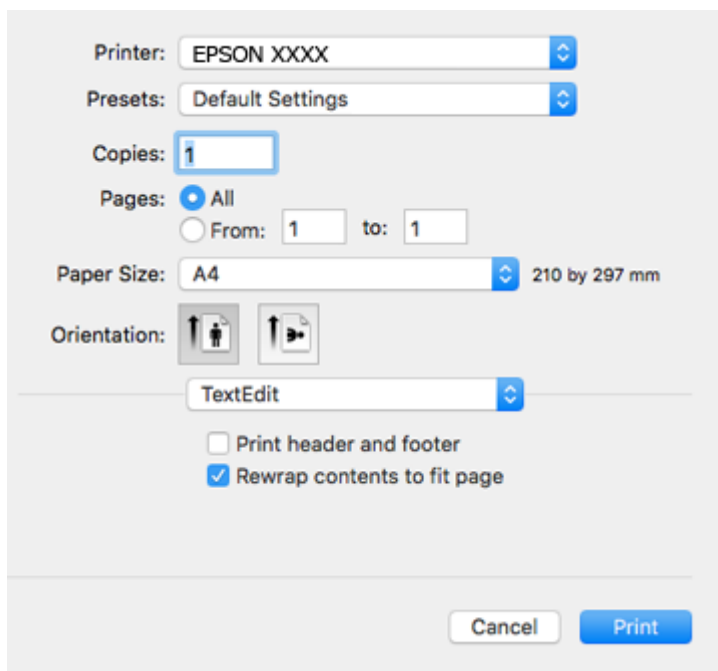 Printer: EPSON XXXX
Presets: Default Settings
Copies: 1
Pages: All
From: 1 to: 1
Paper Size: A4 210 by 297 mm
Orientation:
TextEdit
Print header and footer
Rewrap contents to fit page
Cancel Print